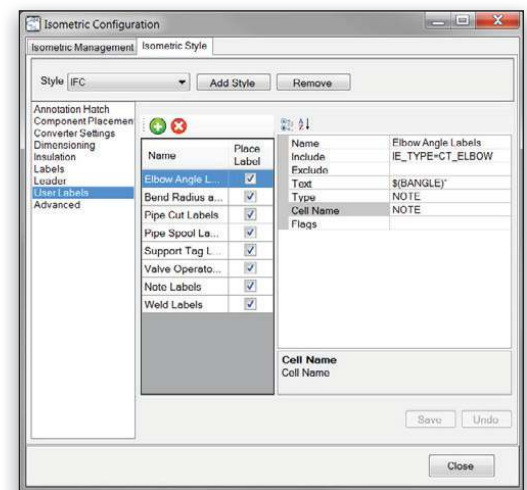 Isometric Configuration
Isometric Management Isometric Style
Style IFC Add Style Remove
Annotation Hatch
Component Placemen
Converter Settings
Dimensioning
Insulation
Labels
Leader
User Labels
Advanced
Name Place Label
Elbow Angle L...
Bend Radius a...
Pipe Cut Labels
Pipe Spool La...
Support Tag L...
Valve Operato...
Note Labels
Weld Labels
Name Elbow Angle Labels
Include IE_TYPE=CT_ELBOW
Exclude
Text $(BANGLE)°
Type NOTE
Cell Name NOTE
Flags
Cell Name
Cell Name
Save Undo
Close